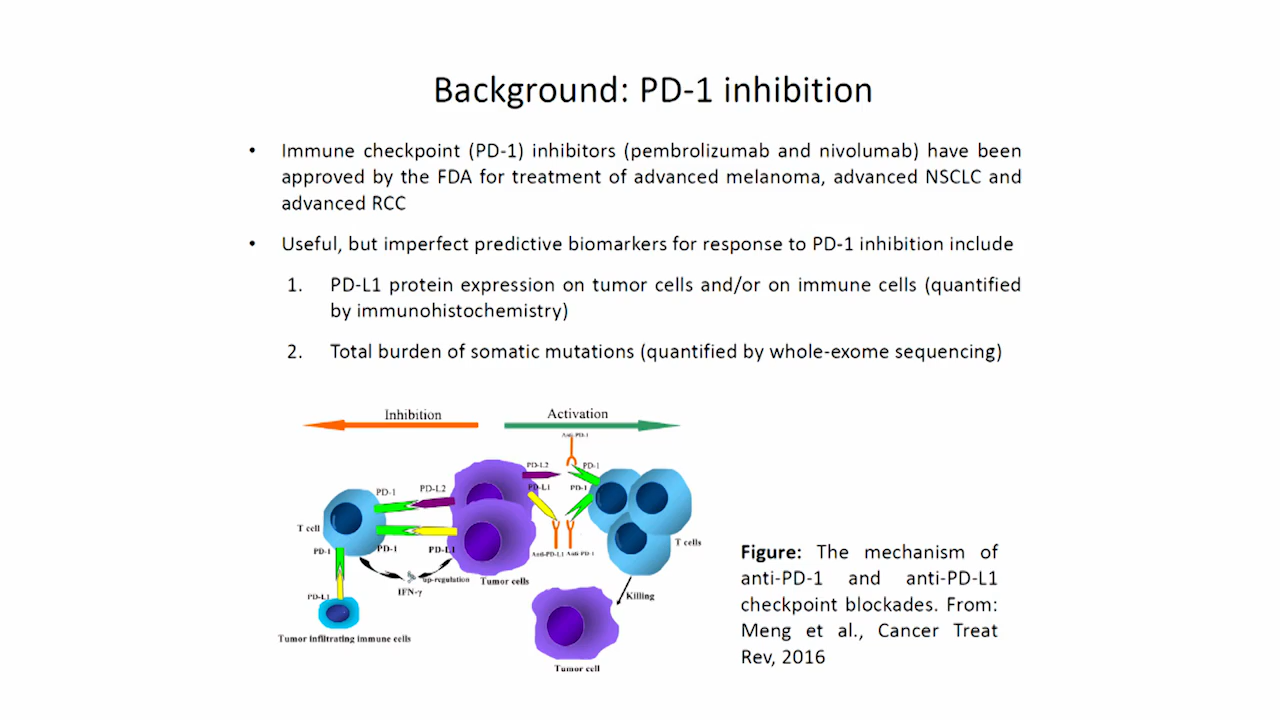 Background: PD-1 inhibition
• Immune checkpoint (PD-1) inhibitors (pembrolizumab and nivolumab) have been
approved by the FDA for treatment of advanced melanoma, advanced NSCLC and
advanced RCC
• Useful, but imperfect predictive biomarkers for response to PD-1 inhibition include
1. PD-L1 protein expression on tumor cells and/or on immune cells (quantified
by immunohistochemistry)
2. Total burden of somatic mutations (quantified by whole-exome sequencing)
Inhibition
Activation
Anti-PD-1
PD-L2
PD-1
PD-1
PD-L2
PD-L1
PD-1
T cell
PD-1
PD-1
PD-L1
Anti-PD-L1 Anti-PD-1
T cells
up-regulation
Tumor cells
IFN-γ
PD-L1
Killing
Tumor infiltrating immune cells
Tumor cell
Figure: The mechanism of
anti-PD-1 and anti-PD-L1
checkpoint blockades. From:
Meng et al., Cancer Treat
Rev, 2016